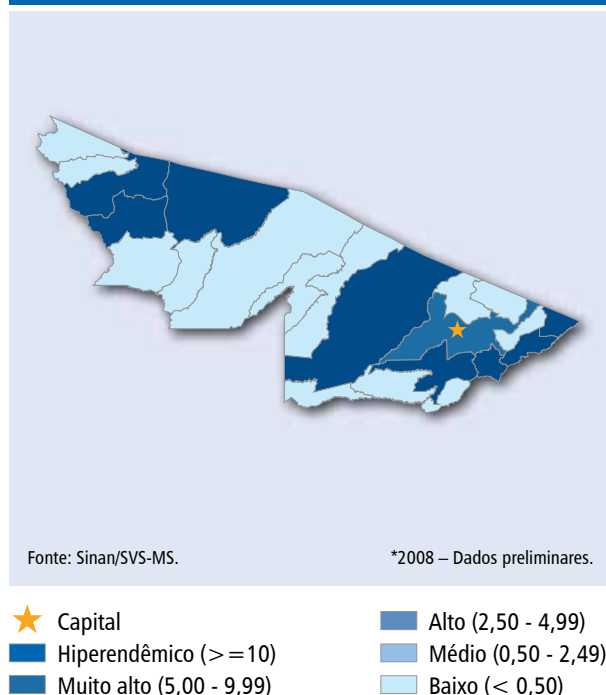 Fonte: Sinan/SVS-MS.
*2008 – Dados preliminares.
Capital
Hiperendêmico (>=10)
Muito alto (5,00 - 9,99)
Alto (2,50 - 4,99)
Médio (0,50 - 2,49)
Baixo (< 0,50)